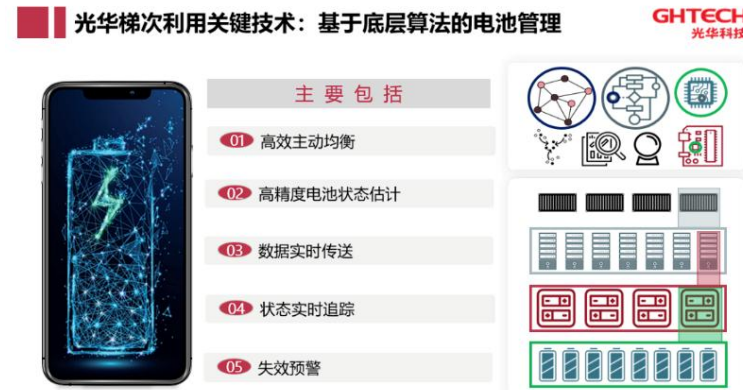 光华梯次利用关键技术：基于底层算法的电池管理
GHTECH
光华科技
主要包括
01 高效主动均衡
02 高精度电池状态估计
03 数据实时传送
04 状态实时追踪
05 失效预警